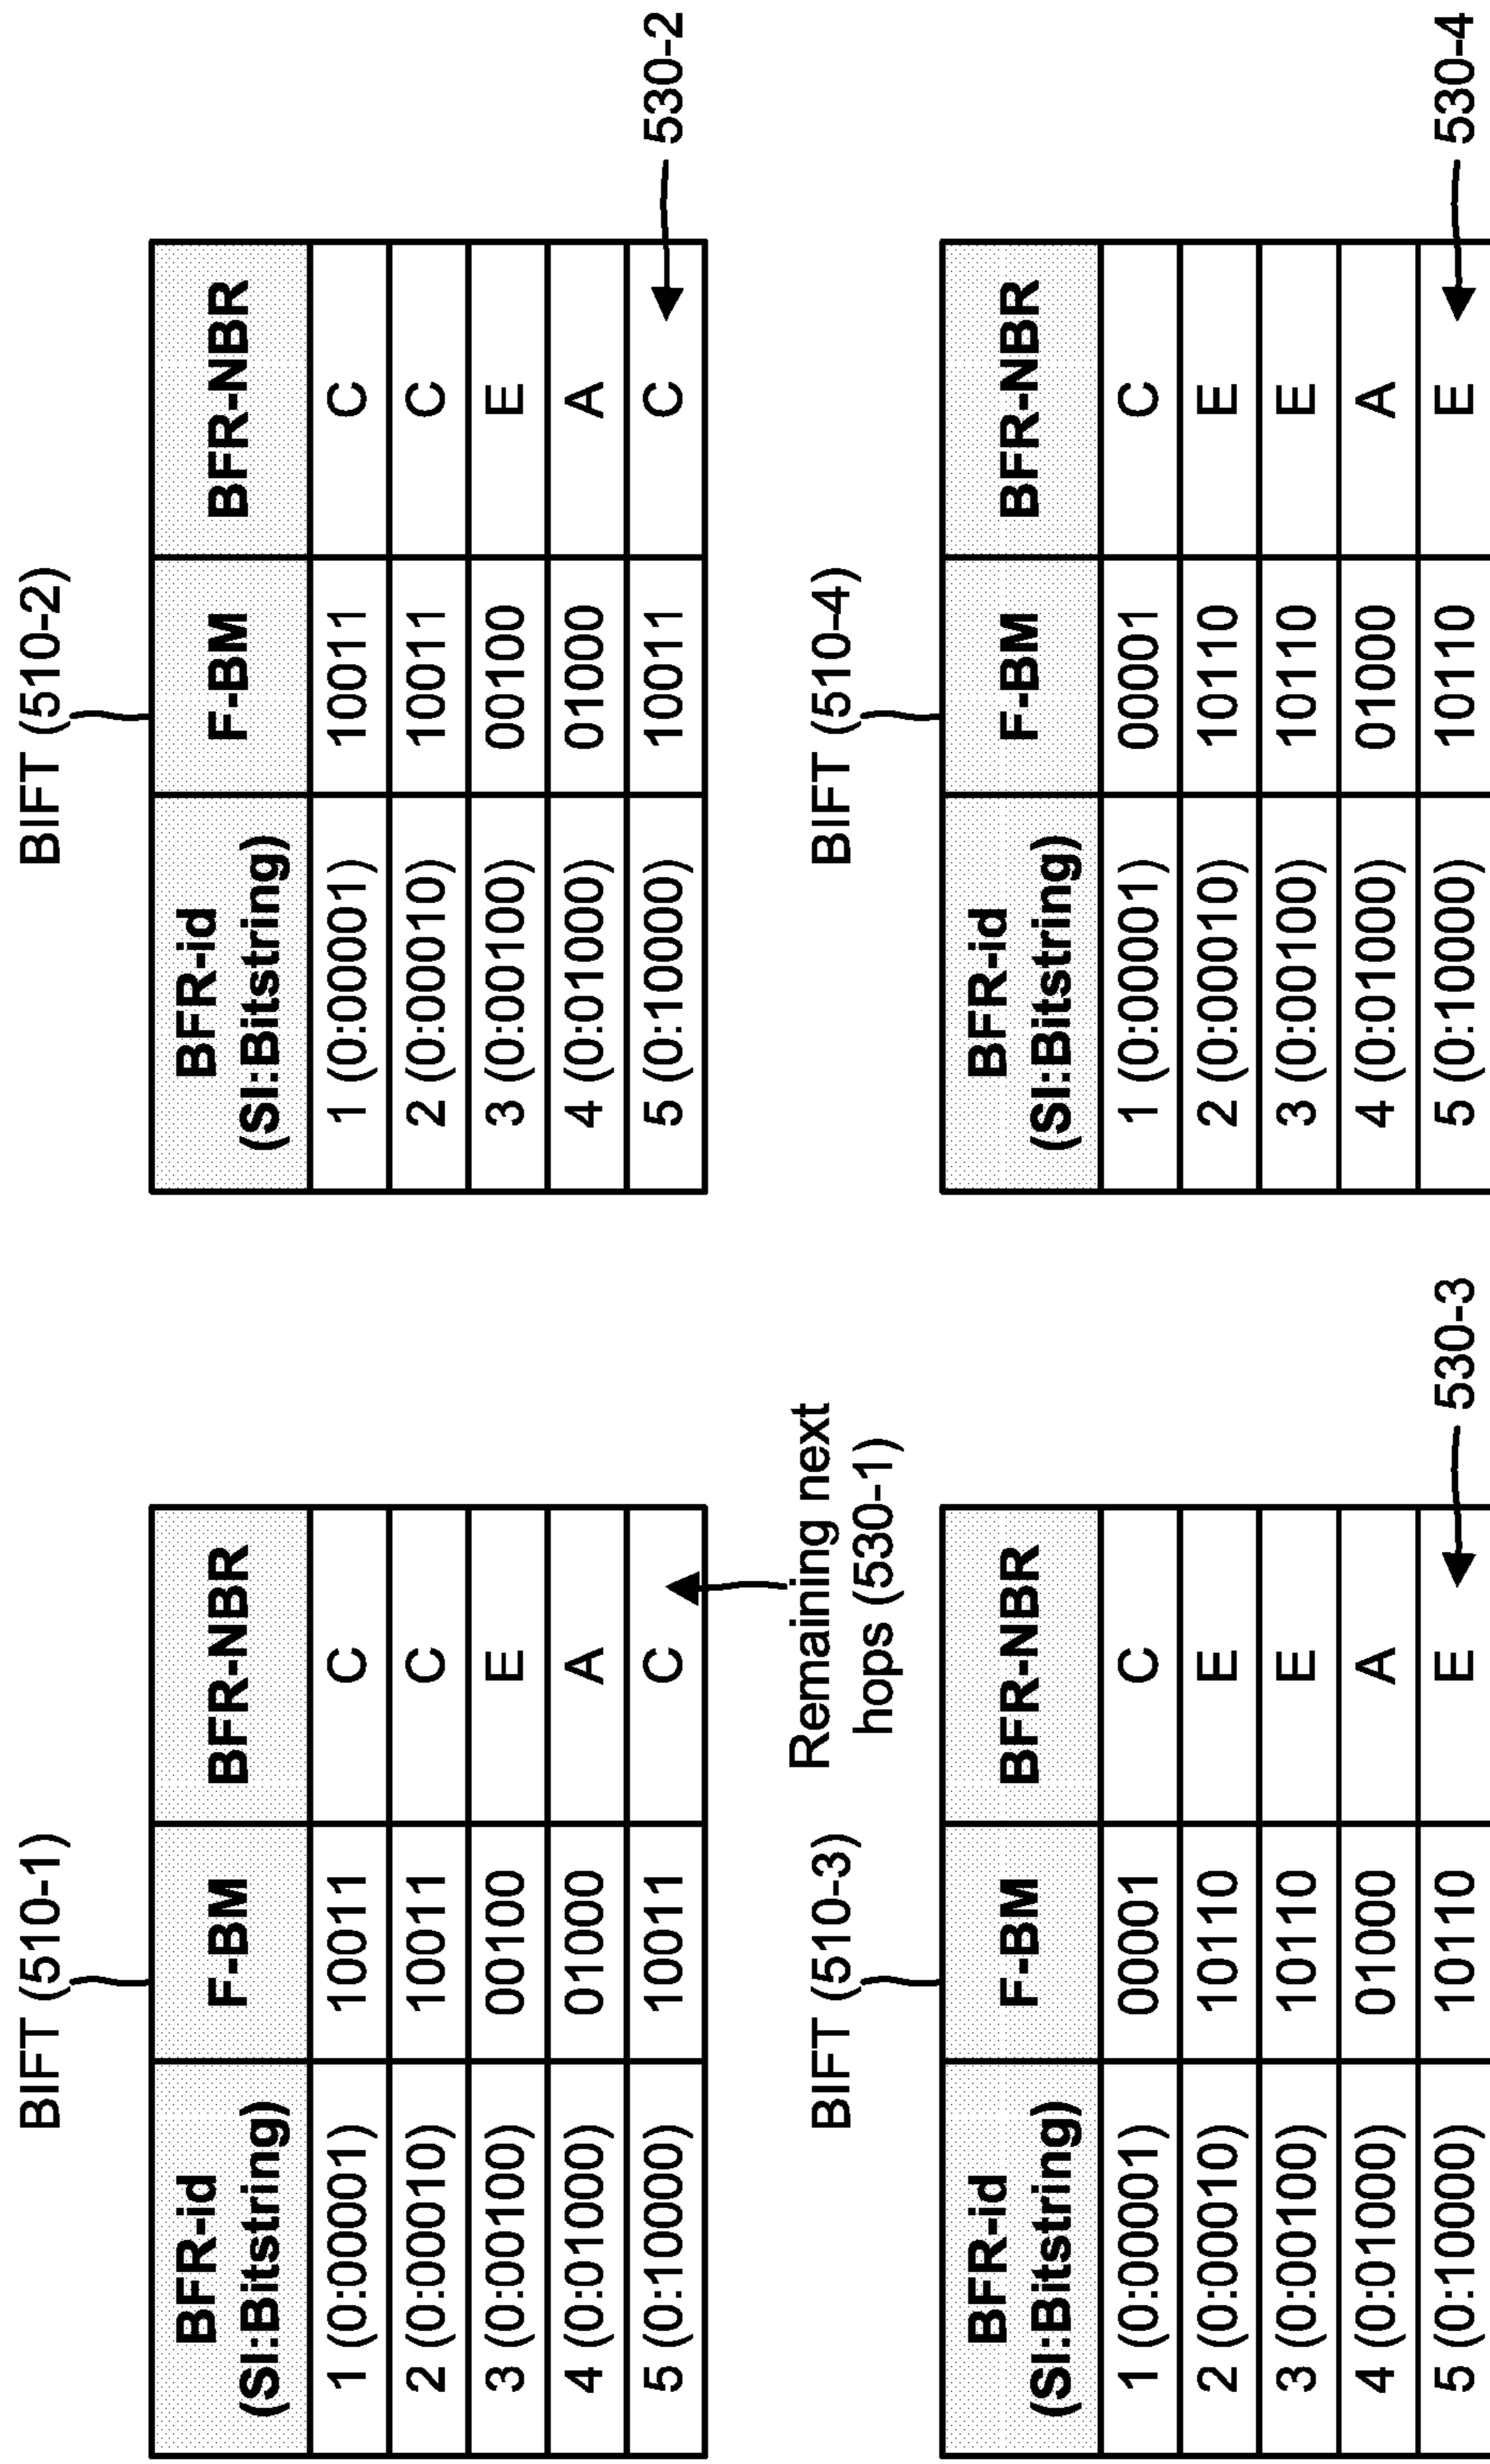 BIFT (510-1)
BFR-id
(SI:Bitstring)
F-BM
BFR-NBR
1 (0:00001)
10011
C
2 (0:00010)
10011
C
3 (0:00100)
00100
E
4 (0:01000)
01000
A
5 (0:10000)
10011
C
Remaining next
hops (530-1)
BIFT (510-2)
BFR-id
(SI:Bitstring)
F-BM
BFR-NBR
1 (0:00001)
10011
C
2 (0:00010)
10011
C
3 (0:00100)
00100
E
4 (0:01000)
01000
A
5 (0:10000)
10011
C
530-2
BIFT (510-3)
BFR-id
(SI:Bitstring)
F-BM
BFR-NBR
1 (0:00001)
00001
C
2 (0:00010)
10110
E
3 (0:00100)
10110
E
4 (0:01000)
01000
A
5 (0:10000)
10110
E
530-3
BIFT (510-4)
BFR-id
(SI:Bitstring)
F-BM
BFR-NBR
1 (0:00001)
00001
C
2 (0:00010)
10110
E
3 (0:00100)
10110
E
4 (0:01000)
01000
A
5 (0:10000)
10110
E
530-4